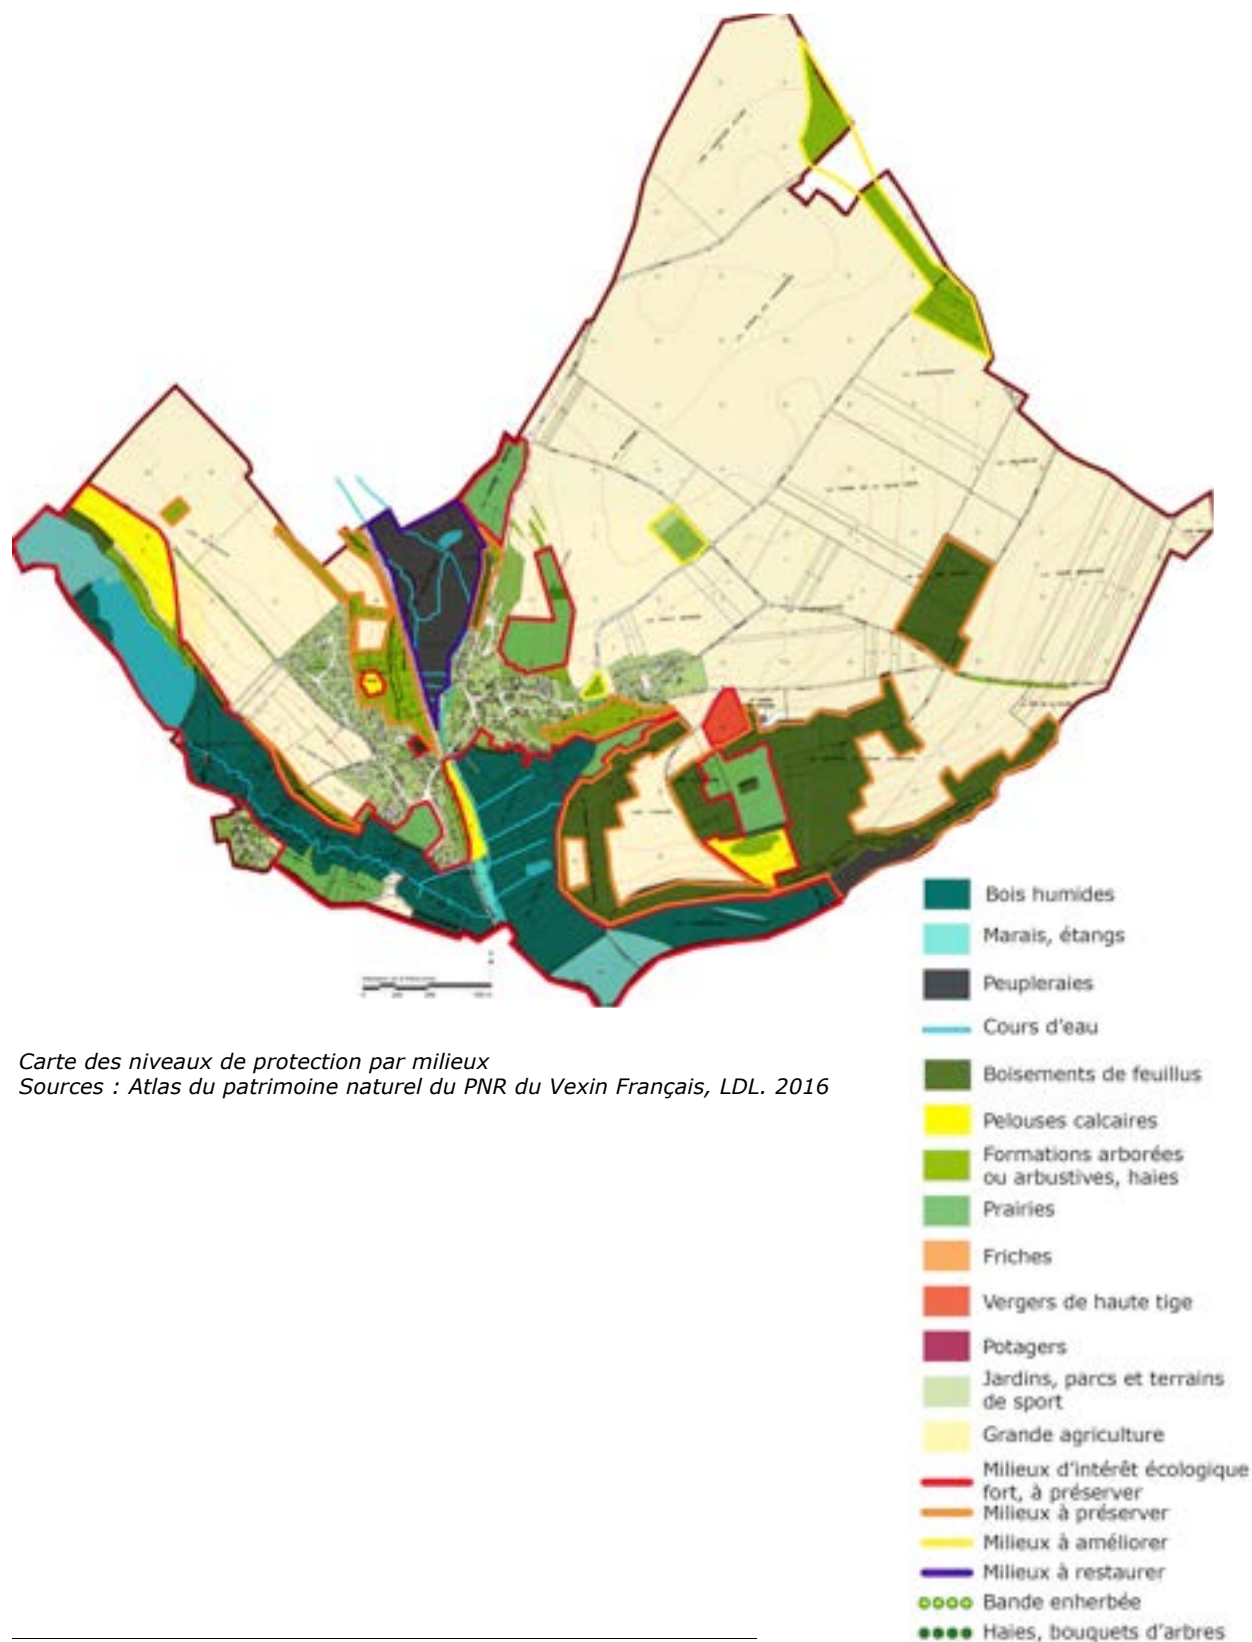 Carte des niveaux de protection par milieux
Sources : Atlas du patrimoine naturel du PNR du Vexin Français, LDL. 2016
Bois humides
Marais, étangs
Peupleraies
Cours d'eau
Boisements de feuillus
Pelouses calcaires
Formations arborées
ou arbustives, haies
Prairies
Friches
Vergers de haute tige
Potagers
Jardins, parcs et terrains
de sport
Grande agriculture
Milieux d'intérêt écologique
fort, à préserver
Milieux à préserver
Milieux à améliorer
Milieux à restaurer
Bande enherbée
Haies, bouquets d'arbres